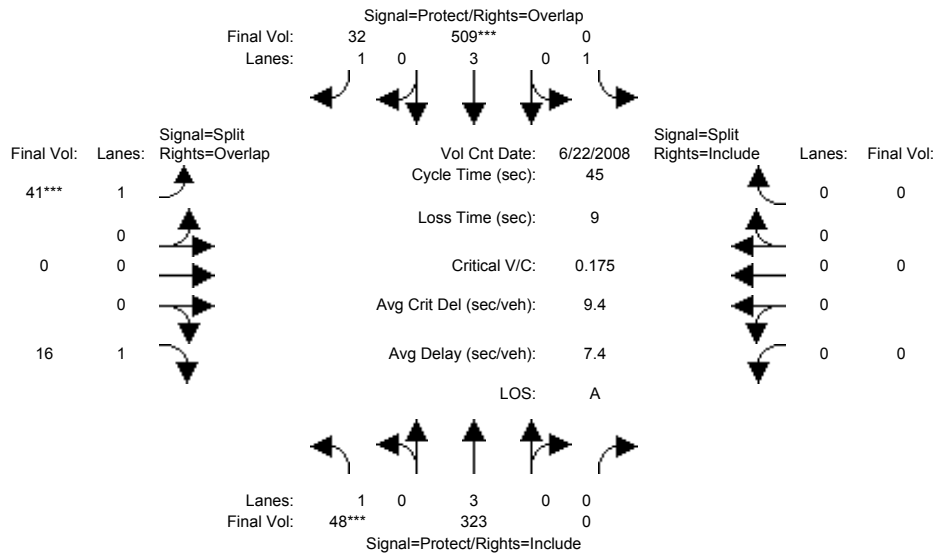 Signal=Protect/Rights=Overlap
Final Vol: 32 509*** 0
Lanes: 1 0 3 0 1
Signal=Split Signal=Split
Final Vol: Lanes: Rights=Overlap Vol Cnt Date: 6/22/2008 Rights=Include Lanes: Final Vol:
Cycle Time (sec): 45
41*** 1 0 0
Loss Time (sec): 9
0 0
0 0 Critical V/C: 0.175 0 0
0 Avg Crit Del (sec/veh): 9.4 0
16 1 Avg Delay (sec/veh): 7.4 0 0
LOS: A
Lanes: 1 0 3 0 0
Final Vol: 48*** 323 0
Signal=Protect/Rights=Include